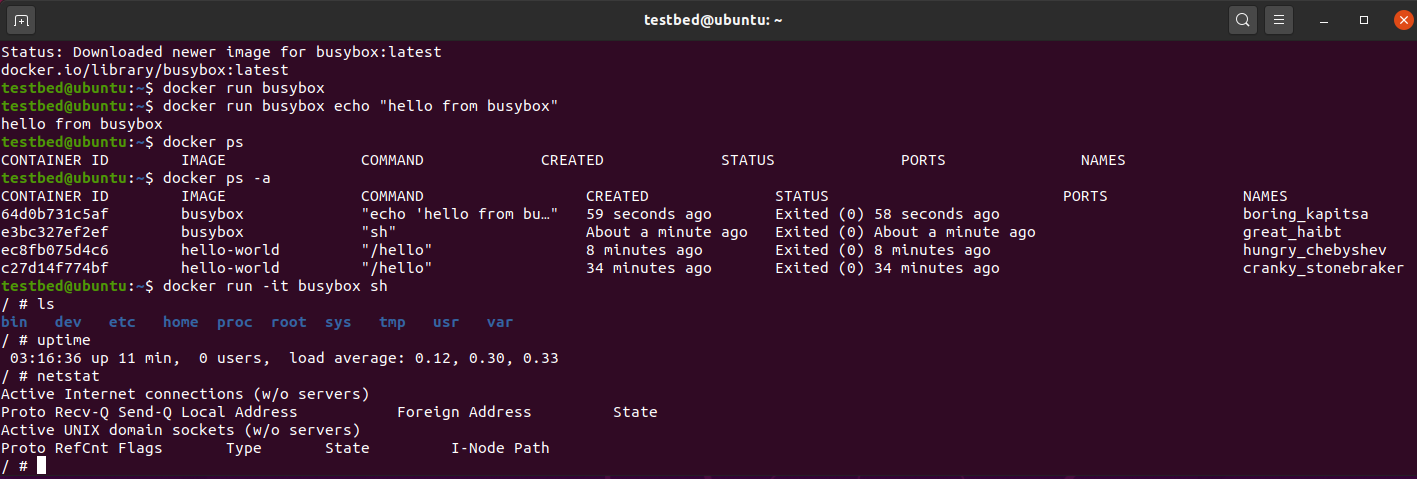 testbed@ubuntu: ~
Status: Downloaded newer image for busybox:latest
docker.io/library/busybox:latest
testbed@ubuntu:~$ docker run busybox
testbed@ubuntu:~$ docker run busybox echo "hello from busybox"
hello from busybox
testbed@ubuntu:~$ docker ps
CONTAINER ID        IMAGE               COMMAND             CREATED             STATUS              PORTS               NAMES
testbed@ubuntu:~$ docker ps -a
CONTAINER ID        IMAGE               COMMAND                  CREATED              STATUS                          PORTS               NAMES
64d0b731c5af        busybox             "echo 'hello from bu…"   59 seconds ago       Exited (0) 58 seconds ago                           boring_kapitsa
e3bc327ef2ef        busybox             "sh"                     About a minute ago   Exited (0) About a minute ago                       great_haibt
ec8fb075d4c6        hello-world         "/hello"                 8 minutes ago        Exited (0) 8 minutes ago                            hungry_chebyshev
c27d14f774bf        hello-world         "/hello"                 34 minutes ago       Exited (0) 34 minutes ago                           cranky_stonebraker
testbed@ubuntu:~$ docker run -it busybox sh
/ # ls
bin   dev   etc   home  proc  root  sys   tmp   usr   var
/ # uptime
 03:16:36 up 11 min,  0 users,  load average: 0.12, 0.30, 0.33
/ # netstat
Active Internet connections (w/o servers)
Proto Recv-Q Send-Q Local Address           Foreign Address         State
Active UNIX domain sockets (w/o servers)
Proto RefCnt Flags       Type       State         I-Node Path
/ #